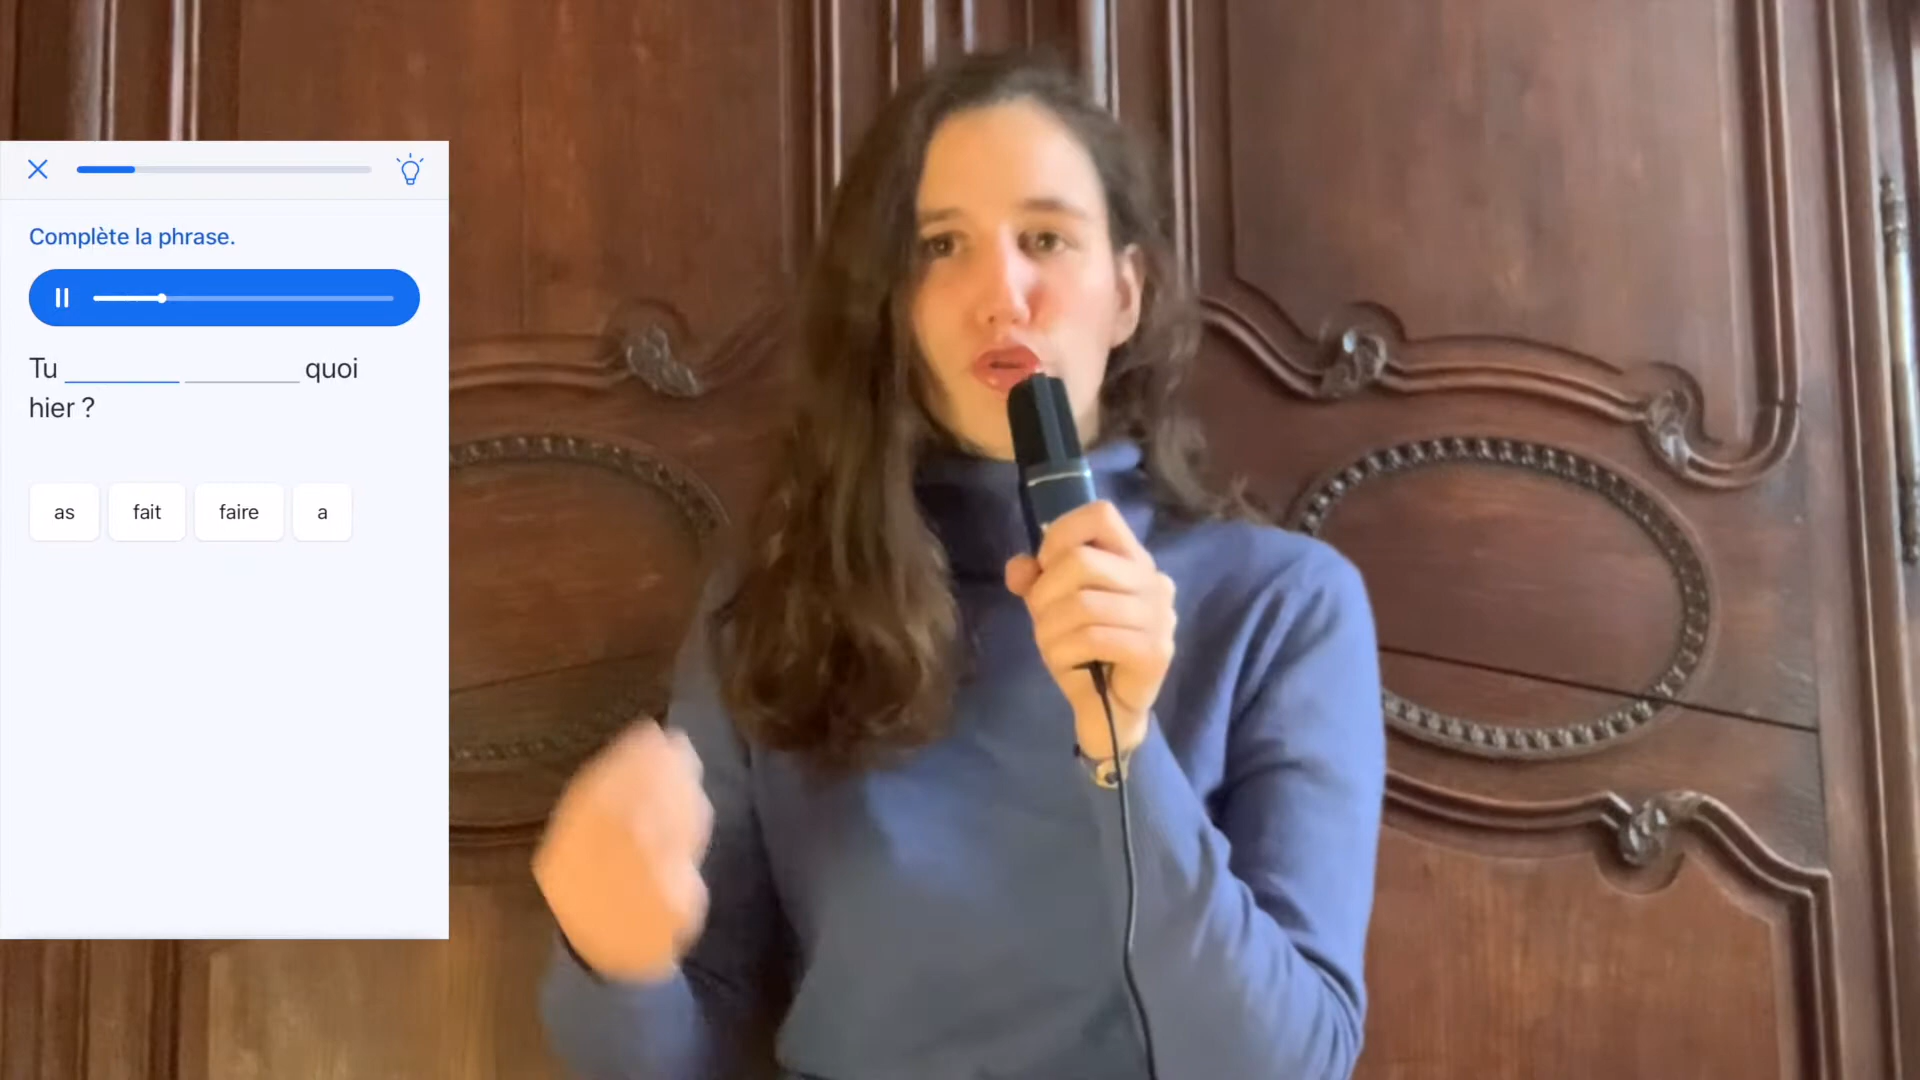 Complète la phrase.
Tu quoi
hier ?
as fait faire a